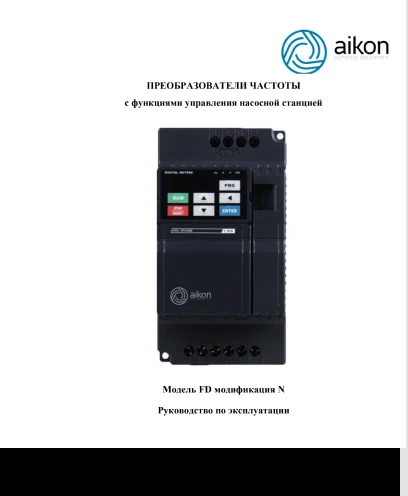 aikon
pumping equipment
ПРЕОБРАЗОВАТЕЛИ ЧАСТОТЫ
с функциями управления насосной станцией
DIGITAL KEYPAD
PRG
RUN
STOP
RESET
ENTER
aikon
Модель FD модификация N
Руководство по эксплуатации